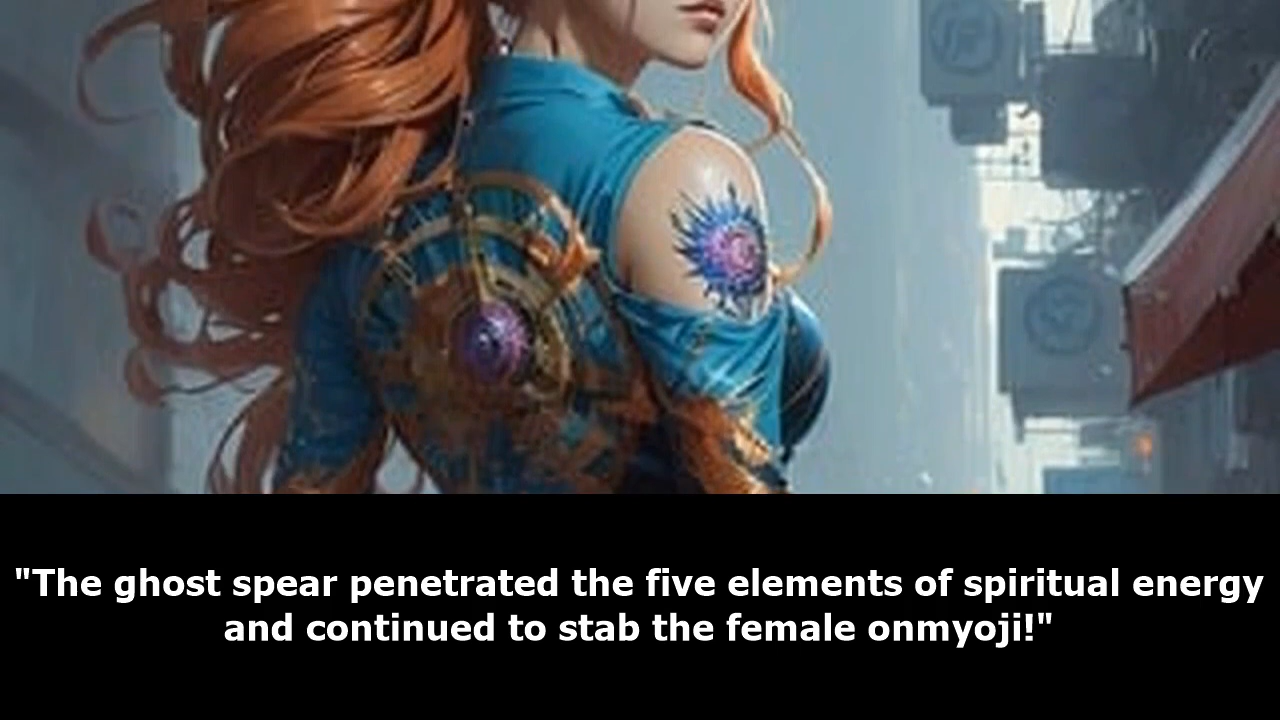 "The ghost spear penetrated the five elements of spiritual energy
and continued to stab the female onmyoji!"